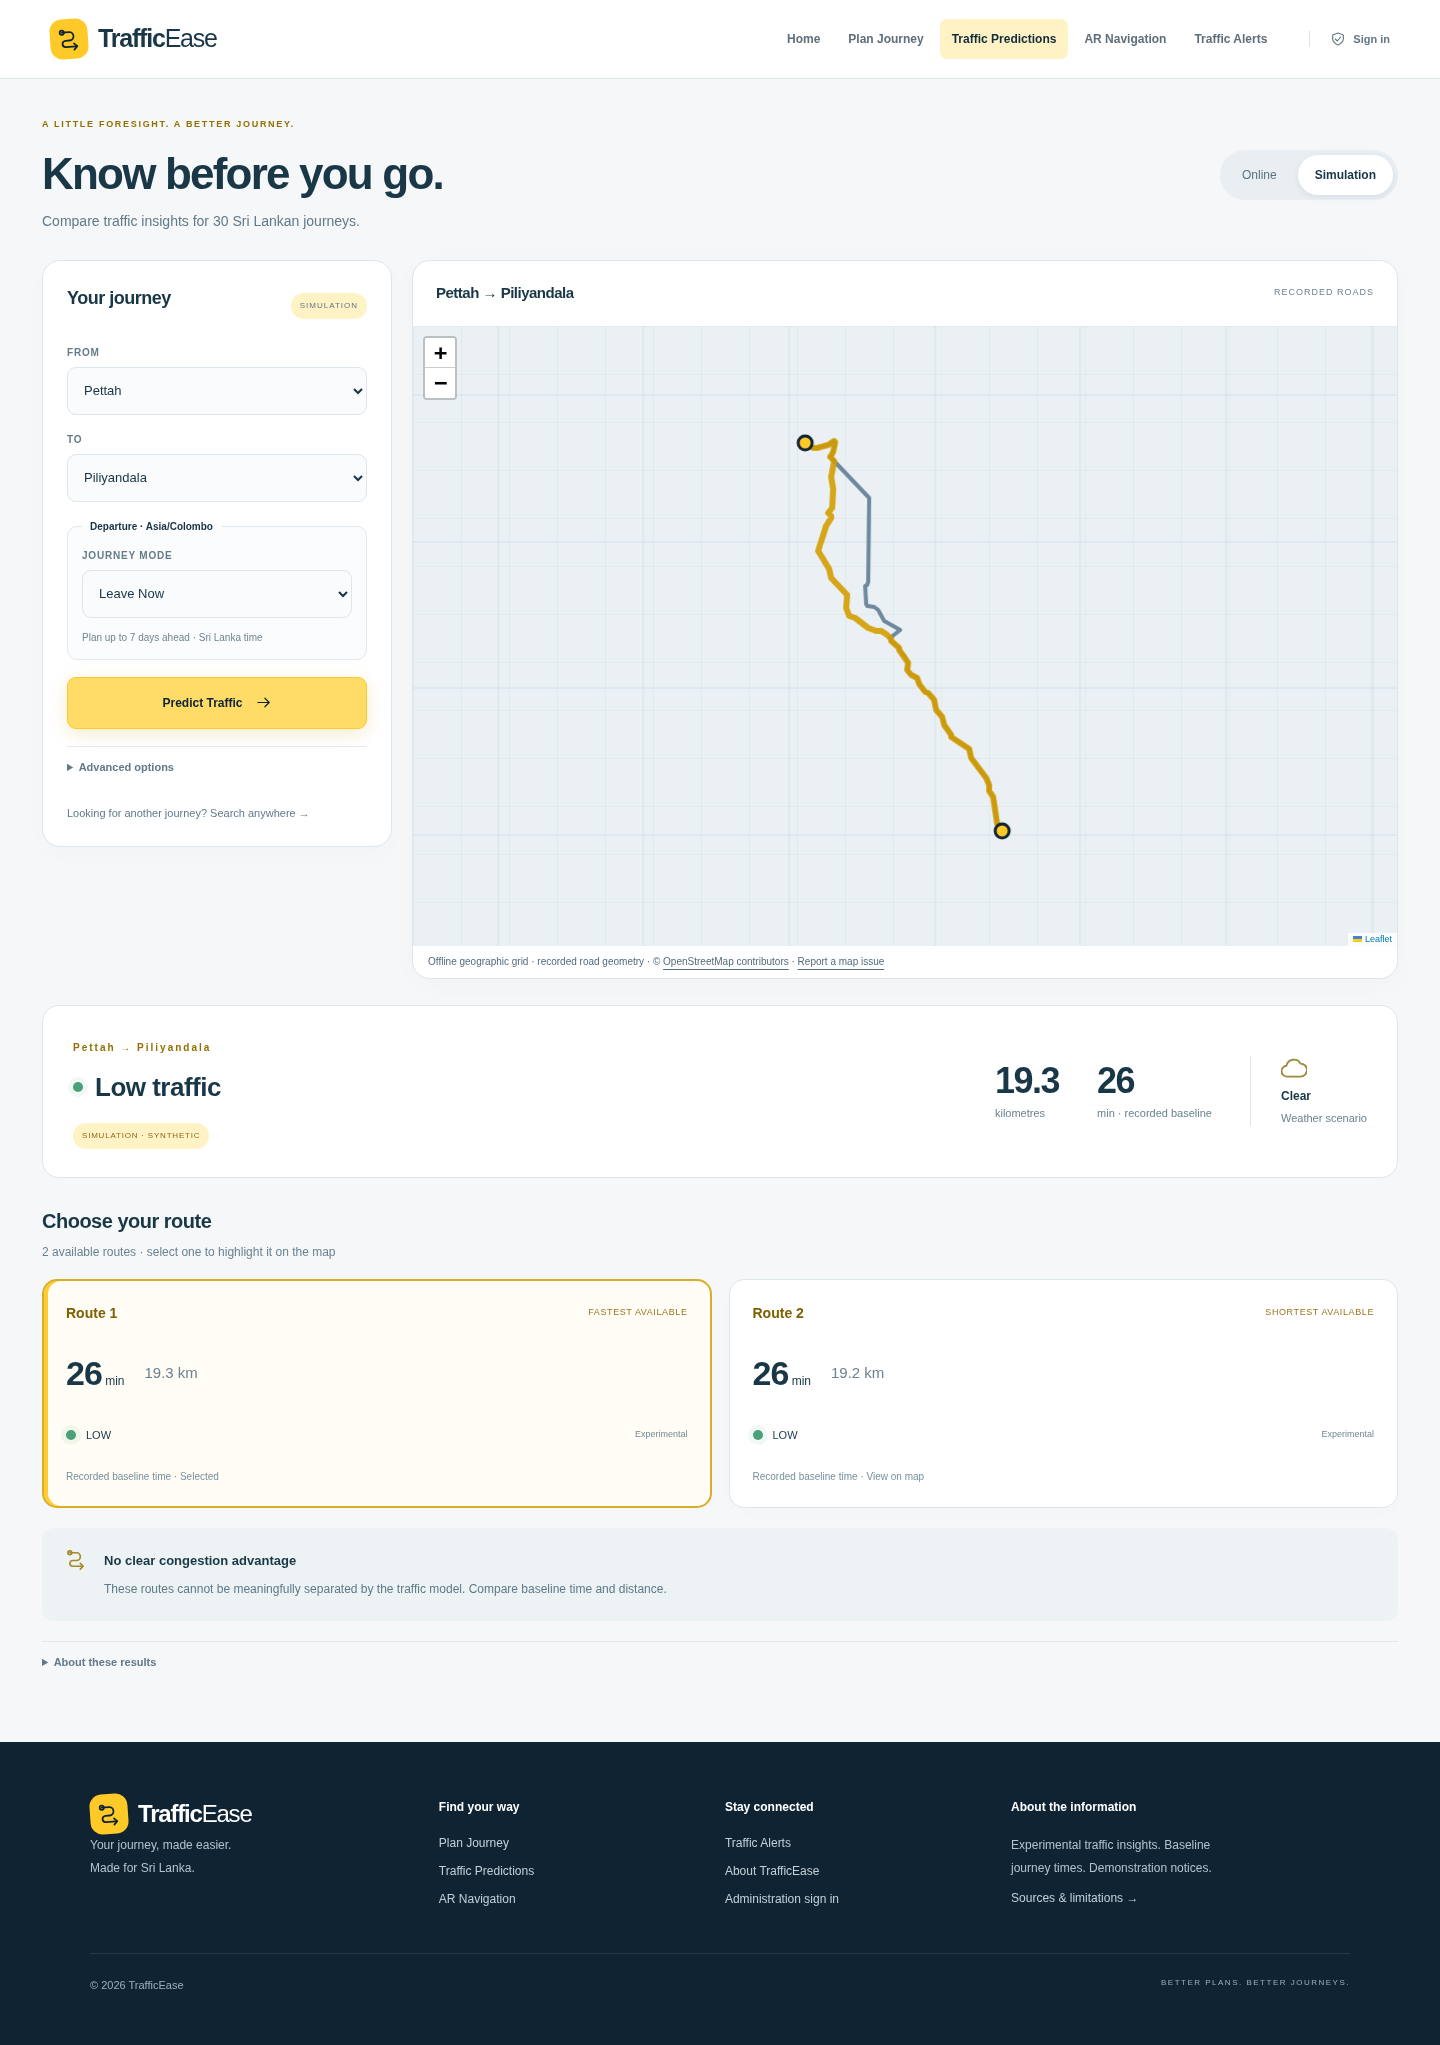 TrafficEase
Home
Plan Journey
Traffic Predictions
AR Navigation
Traffic Alerts
Sign in
A LITTLE FORESIGHT. A BETTER JOURNEY.
Know before you go.
Online
Simulation
Compare traffic insights for 30 Sri Lankan journeys.
Your journey
SIMULATION
FROM
Pettah
TO
Piliyandala
Departure · Asia/Colombo
JOURNEY MODE
Leave Now
Plan up to 7 days ahead · Sri Lanka time
Predict Traffic →
▶ Advanced options
Looking for another journey? Search anywhere →
Pettah → Piliyandala
RECORDED ROADS
+
−
Leaflet
Offline geographic grid · recorded road geometry · © OpenStreetMap contributors · Report a map issue
Pettah → Piliyandala
Low traffic
SIMULATION · SYNTHETIC
19.3
kilometres
26
min · recorded baseline
Clear
Weather scenario
Choose your route
2 available routes · select one to highlight it on the map
Route 1
FASTEST AVAILABLE
26 min 19.3 km
LOW
Experimental
Recorded baseline time · Selected
Route 2
SHORTEST AVAILABLE
26 min 19.2 km
LOW
Experimental
Recorded baseline time · View on map
No clear congestion advantage
These routes cannot be meaningfully separated by the traffic model. Compare baseline time and distance.
▶ About these results
TrafficEase
Your journey, made easier.
Made for Sri Lanka.
Find your way
Plan Journey
Traffic Predictions
AR Navigation
Stay connected
Traffic Alerts
About TrafficEase
Administration sign in
About the information
Experimental traffic insights. Baseline
journey times. Demonstration notices.
Sources & limitations →
© 2026 TrafficEase
BETTER PLANS. BETTER JOURNEYS.